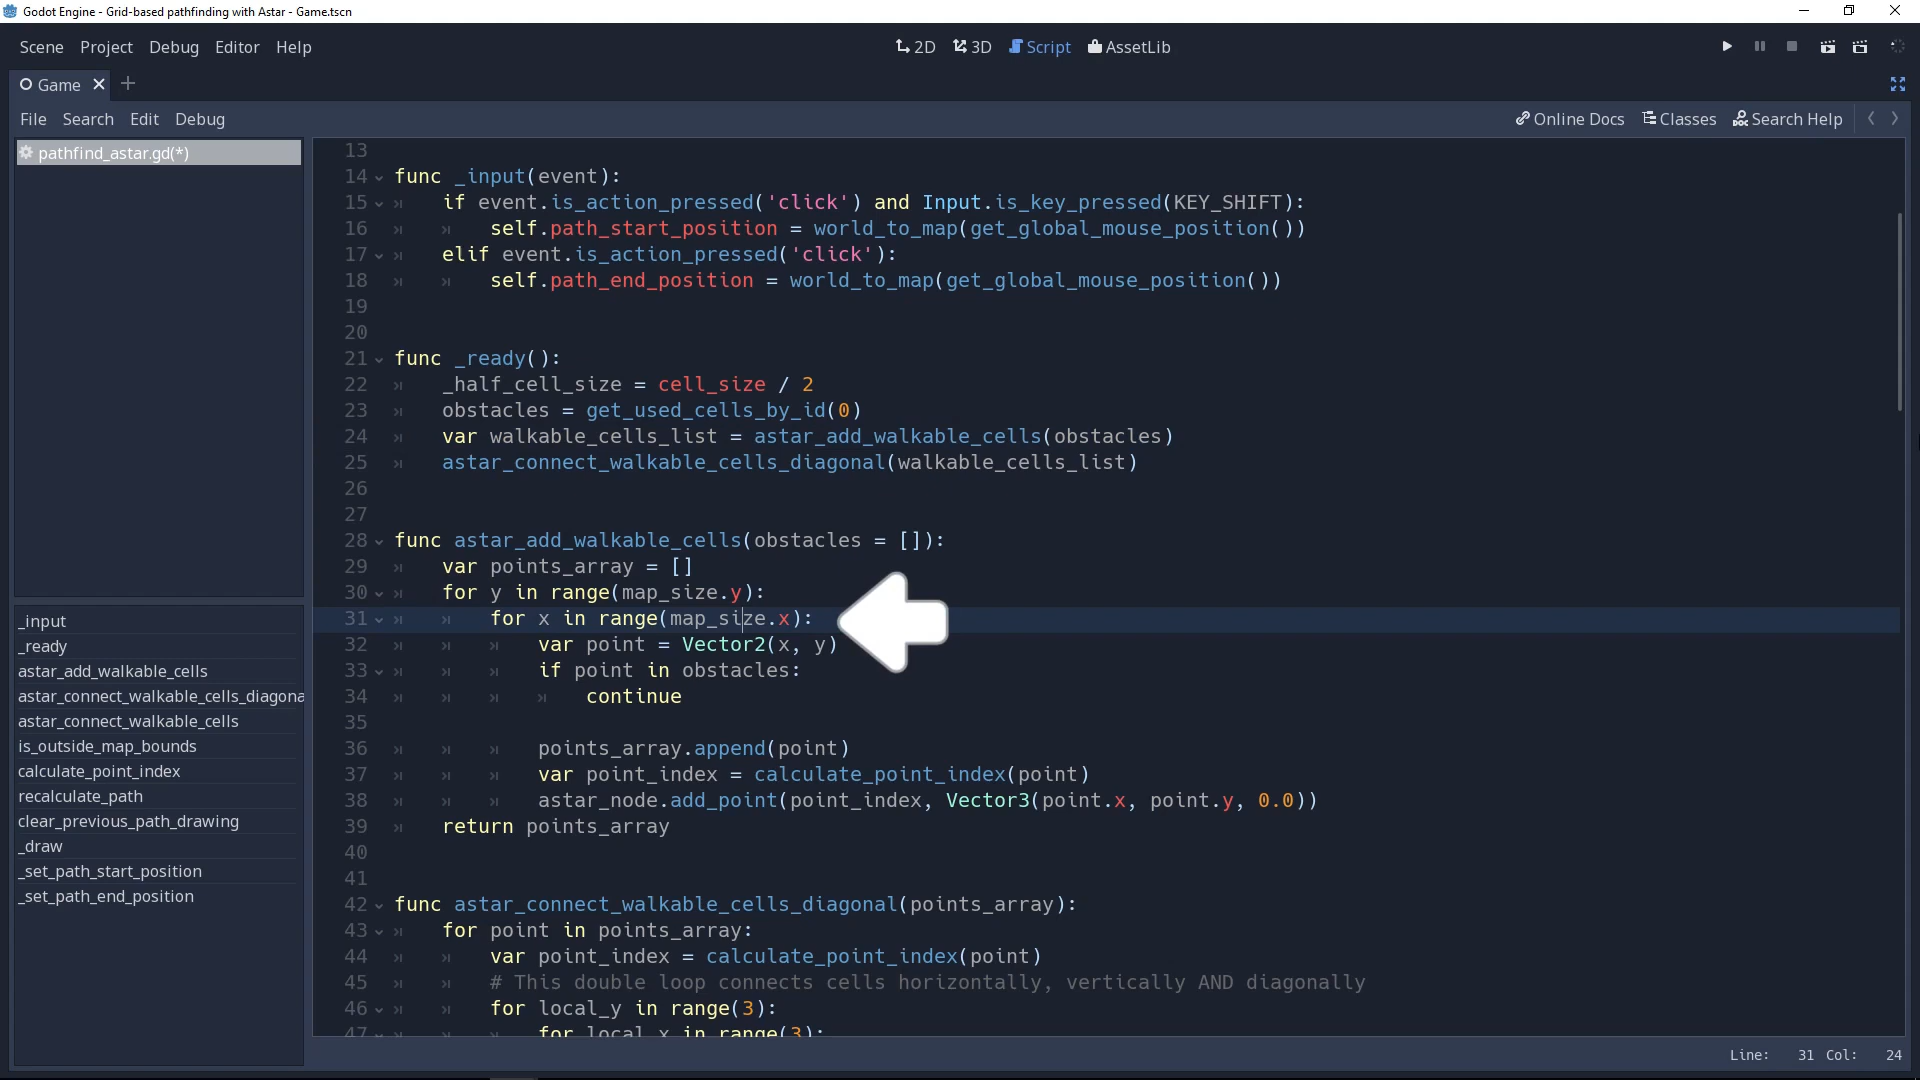 Godot Engine - Grid-based pathfinding with Astar - Game.tscn
Scene Project Debug Editor Help
2D 3D Script AssetLib
Game
File Search Edit Debug
Online Docs Classes Search Help
pathfind_astar.gd(*)
_input
_ready
astar_add_walkable_cells
astar_connect_walkable_cells_diagona
astar_connect_walkable_cells
is_outside_map_bounds
calculate_point_index
recalculate_path
clear_previous_path_drawing
_draw
_set_path_start_position
_set_path_end_position
13
14 func _input(event):
15 if event.is_action_pressed('click') and Input.is_key_pressed(KEY_SHIFT):
16 self.path_start_position = world_to_map(get_global_mouse_position())
17 elif event.is_action_pressed('click'):
18 self.path_end_position = world_to_map(get_global_mouse_position())
19
20
21 func _ready():
22 _half_cell_size = cell_size / 2
23 obstacles = get_used_cells_by_id(0)
24 var walkable_cells_list = astar_add_walkable_cells(obstacles)
25 astar_connect_walkable_cells_diagonal(walkable_cells_list)
26
27
28 func astar_add_walkable_cells(obstacles = []):
29 var points_array = []
30 for y in range(map_size.y):
31 for x in range(map_size.x):
32 var point = Vector2(x, y)
33 if point in obstacles:
34 continue
35
36 points_array.append(point)
37 var point_index = calculate_point_index(point)
38 astar_node.add_point(point_index, Vector3(point.x, point.y, 0.0))
39 return points_array
40
41
42 func astar_connect_walkable_cells_diagonal(points_array):
43 for point in points_array:
44 var point_index = calculate_point_index(point)
45 # This double loop connects cells horizontally, vertically AND diagonally
46 for local_y in range(3):
47 for local_x in range(3):
Line: 31 Col: 24